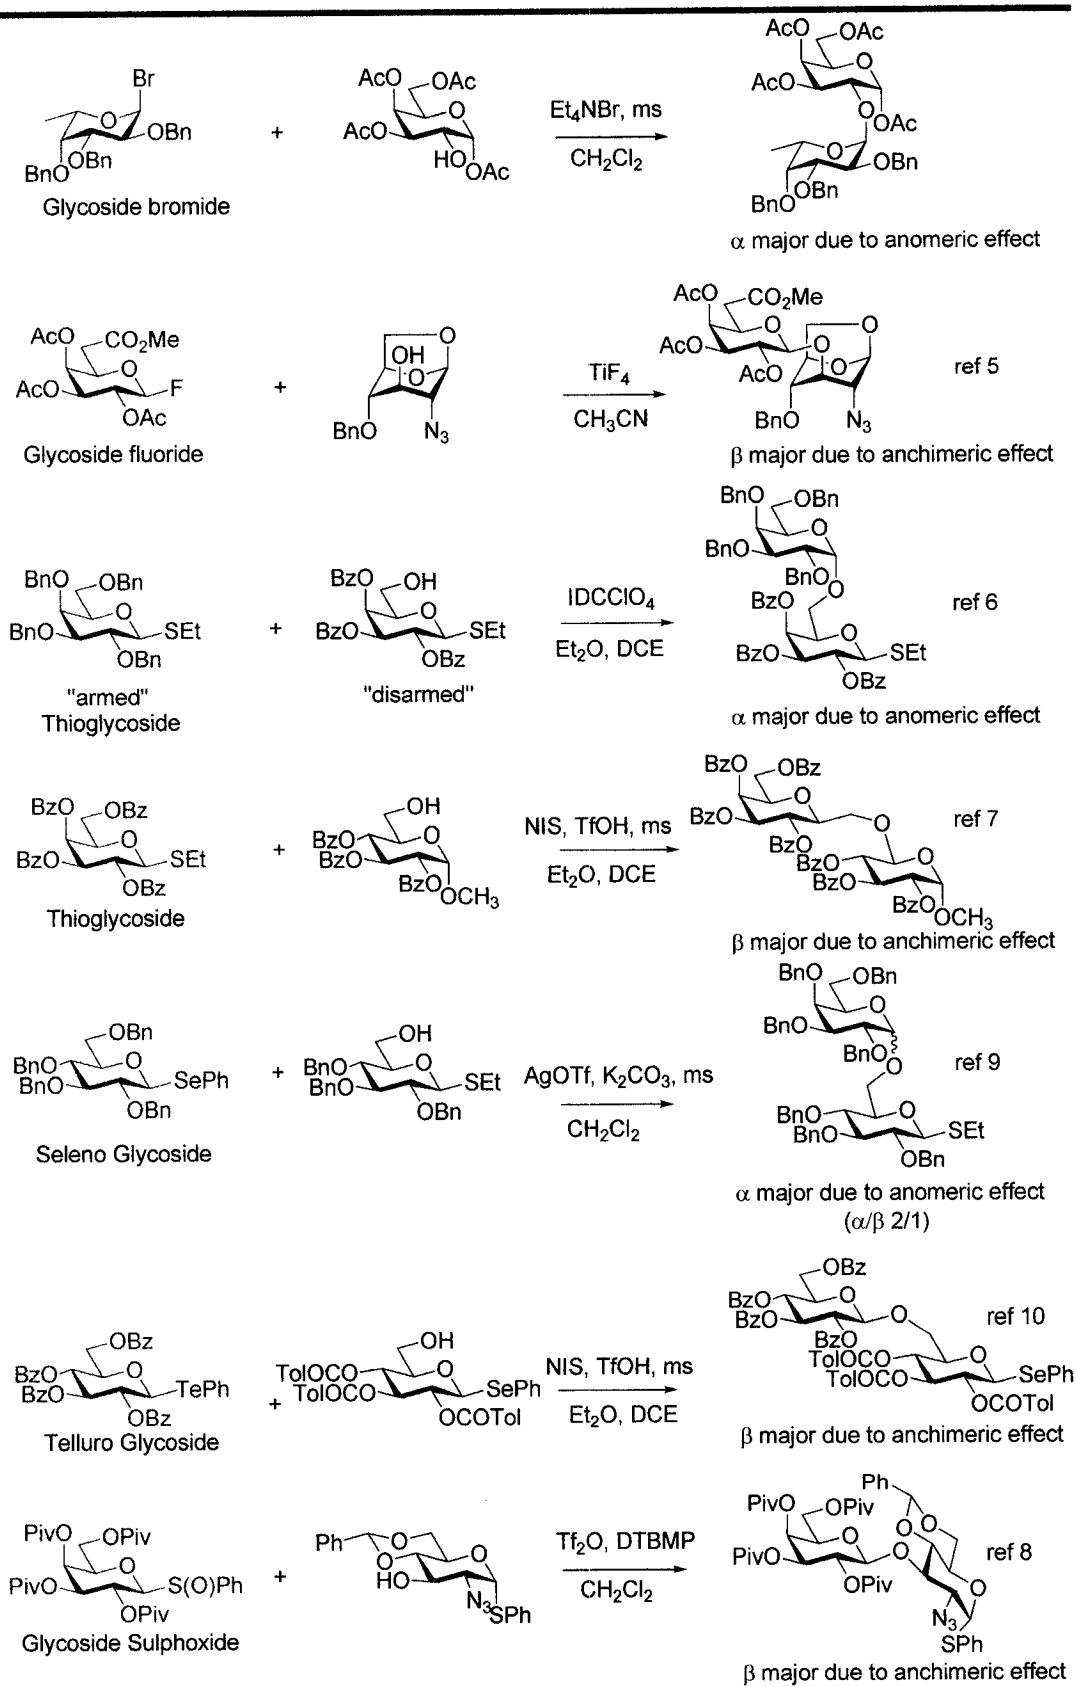 Br
OBn
OBn
BnO
Glycoside bromide
+
AcO
OAc
AcO
HO
OAc
Et4NBr, ms
CH2Cl2
AcO
OAc
AcO
O
OAc
O
OBn
OBn
BnO
α major due to anomeric effect
AcO
CO2Me
O
AcO
F
OAc
Glycoside fluoride
+
O
OH
O
BnO
N3
TiF4
CH3CN
AcO
CO2Me
O
O
AcO
O
O
AcO
BnO
N3
ref 5
β major due to anchimeric effect
BnO
OBn
O
BnO
SEt
OBn
"armed"
Thioglycoside
+
BzO
OH
O
BzO
SEt
OBz
"disarmed"
IDCClO4
Et2O, DCE
BnO
OBn
O
BnO
BnO
O
BzO
O
BzO
SEt
OBz
ref 6
α major due to anomeric effect
BzO
OBz
O
BzO
SEt
OBz
Thioglycoside
+
OH
BzO
O
BzO
BzO
OCH3
NIS, TfOH, ms
Et2O, DCE
BzO
OBz
O
BzO
O
BzO
BzO
O
BzO
BzO
OCH3
ref 7
β major due to anchimeric effect
OBn
BnO
O
BnO
SePh
OBn
Seleno Glycoside
+
OH
BnO
O
BnO
SEt
OBn
AgOTf, K2CO3, ms
CH2Cl2
BnO
OBn
O
BnO
BnO
O
BnO
O
BnO
SEt
OBn
ref 9
α major due to anomeric effect
(α/β 2/1)
OBz
BzO
O
BzO
TePh
OBz
Telluro Glycoside
+
OH
TolOCO
O
TolOCO
SePh
OCOTol
NIS, TfOH, ms
Et2O, DCE
OBz
BzO
O
BzO
O
BzO
TolOCO
O
TolOCO
SePh
OCOTol
ref 10
β major due to anchimeric effect
PivO
OPiv
O
PivO
S(O)Ph
OPiv
Glycoside Sulphoxide
+
Ph
O
O
O
HO
N3
SPh
Tf2O, DTBMP
CH2Cl2
Ph
PivO
OPiv
O
O
O
PivO
O
OPiv
O
N3
SPh
ref 8
β major due to anchimeric effect